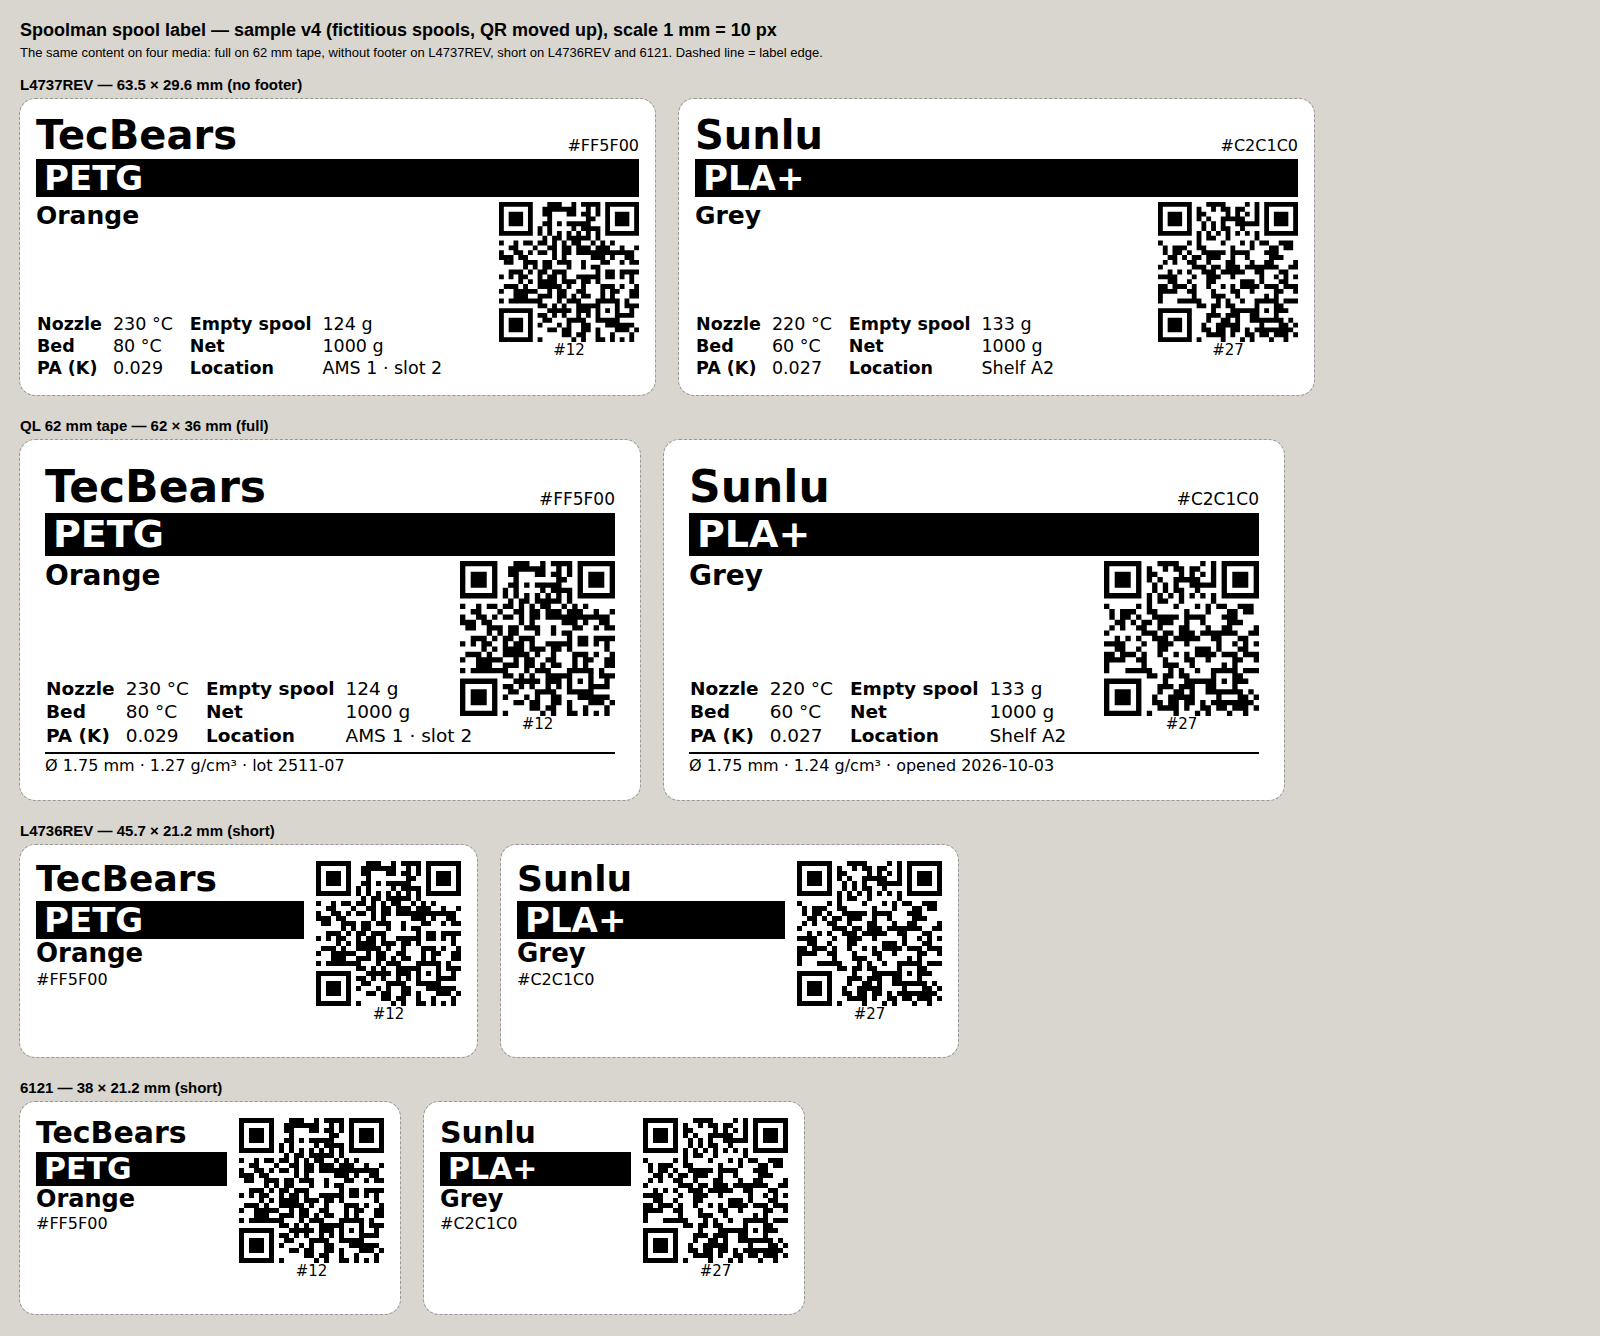 Spoolman spool label — sample v4 (fictitious spools, QR moved up), scale 1 mm = 10 px
The same content on four media: full on 62 mm tape, without footer on L4737REV, short on L4736REV and 6121. Dashed line = label edge.
L4737REV — 63.5 × 29.6 mm (no footer)
TecBears #FF5F00
PETG
Orange
Nozzle 230 °C Empty spool 124 g
Bed 80 °C Net 1000 g
PA (K) 0.029 Location AMS 1 · slot 2
#12
Sunlu #C2C1C0
PLA+
Grey
Nozzle 220 °C Empty spool 133 g
Bed 60 °C Net 1000 g
PA (K) 0.027 Location Shelf A2
#27
QL 62 mm tape — 62 × 36 mm (full)
TecBears #FF5F00
PETG
Orange
Nozzle 230 °C Empty spool 124 g
Bed 80 °C Net 1000 g
PA (K) 0.029 Location AMS 1 · slot 2
#12
Ø 1.75 mm · 1.27 g/cm³ · lot 2511-07
Sunlu #C2C1C0
PLA+
Grey
Nozzle 220 °C Empty spool 133 g
Bed 60 °C Net 1000 g
PA (K) 0.027 Location Shelf A2
#27
Ø 1.75 mm · 1.24 g/cm³ · opened 2026-10-03
L4736REV — 45.7 × 21.2 mm (short)
TecBears
PETG
Orange
#FF5F00
#12
Sunlu
PLA+
Grey
#C2C1C0
#27
6121 — 38 × 21.2 mm (short)
TecBears
PETG
Orange
#FF5F00
#12
Sunlu
PLA+
Grey
#C2C1C0
#27